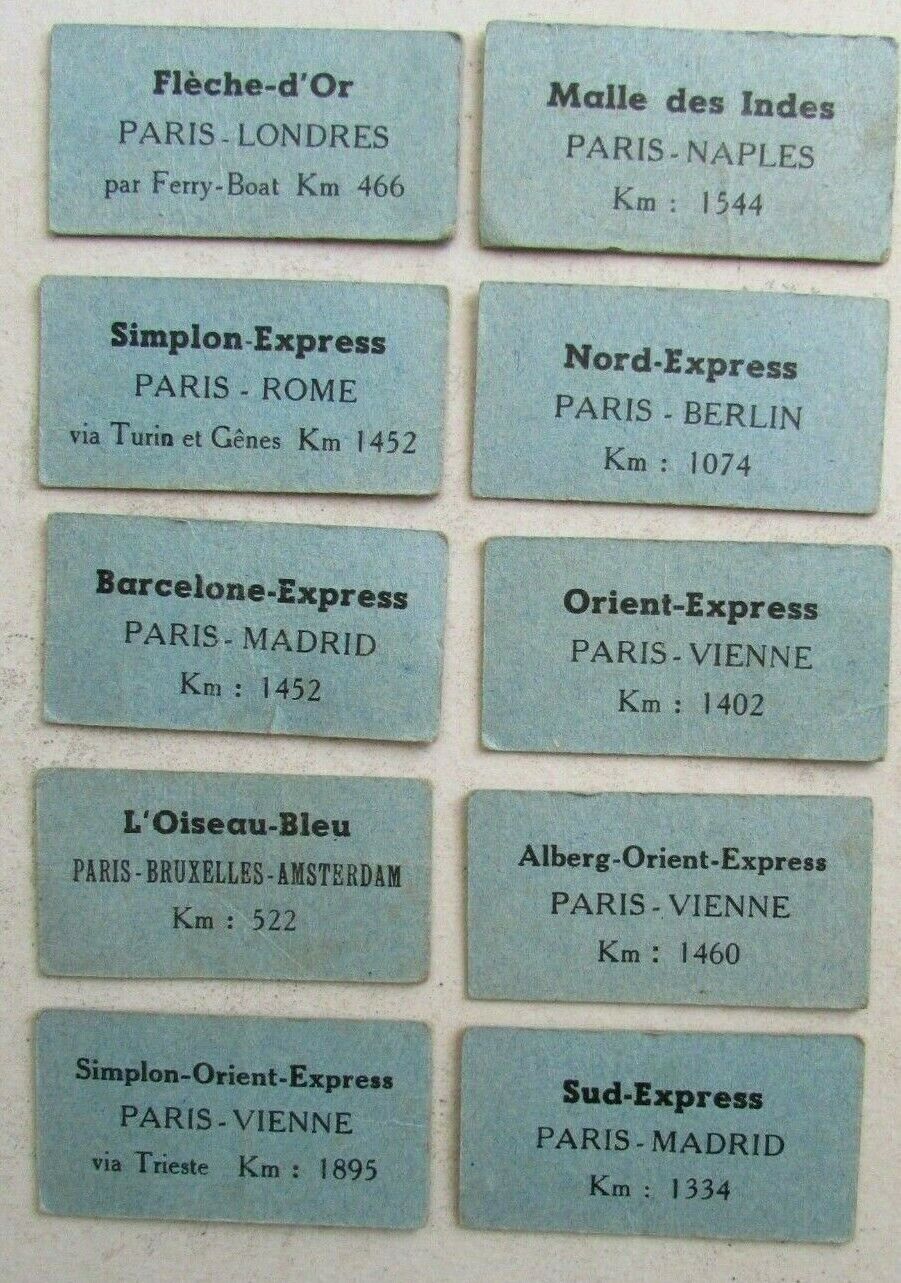 Flèche-d'Or
PARIS - LONDRES
par Ferry-Boat Km 466
Malle des Indes
PARIS - NAPLES
Km : 1544
Simplon-Express
PARIS - ROME
via Turin et Gênes Km 1452
Nord-Express
PARIS - BERLIN
Km : 1074
Barcelone-Express
PARIS - MADRID
Km : 1452
Orient-Express
PARIS - VIENNE
Km : 1402
L'Oiseau-Bleu
PARIS - BRUXELLES - AMSTERDAM
Km : 522
Alberg-Orient-Express
PARIS - VIENNE
Km : 1460
Simplon-Orient-Express
PARIS - VIENNE
via Trieste Km : 1895
Sud-Express
PARIS - MADRID
Km : 1334